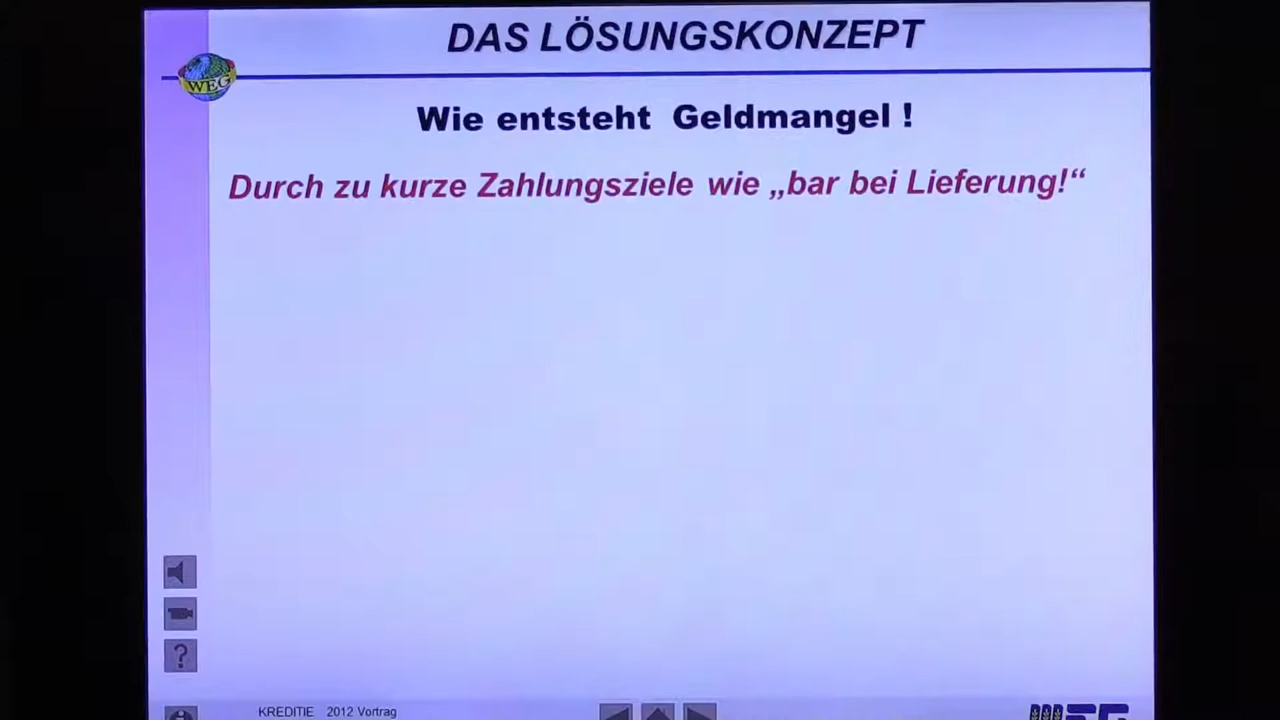 DAS LÖSUNGSKONZEPT
WEG
Wie entsteht Geldmangel !
Durch zu kurze Zahlungsziele wie „bar bei Lieferung!“
?
KREDITIE 2012 Vortrag